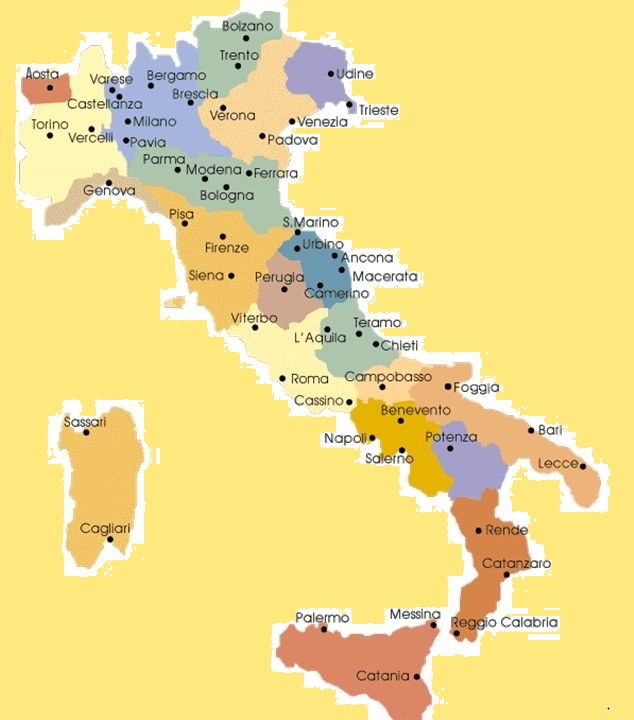 Bolzano
Trento
Aosta
Varese
Bergamo
Udine
Castellanza
Brescia
Trieste
Torino
Milano
Verona
Venezia
Vercelli
Pavia
Padova
Parma
Modena
Ferrara
Genova
Bologna
Pisa
S.Marino
Firenze
Urbino
Ancona
Siena
Perugia
Macerata
Camerino
Viterbo
Teramo
L'Aquila
Chieti
Roma
Campobasso
Foggia
Cassino
Benevento
Sassari
Napoli
Potenza
Bari
Salerno
Lecce
Cagliari
Rende
Catanzaro
Palermo
Messina
Reggio Calabria
Catania